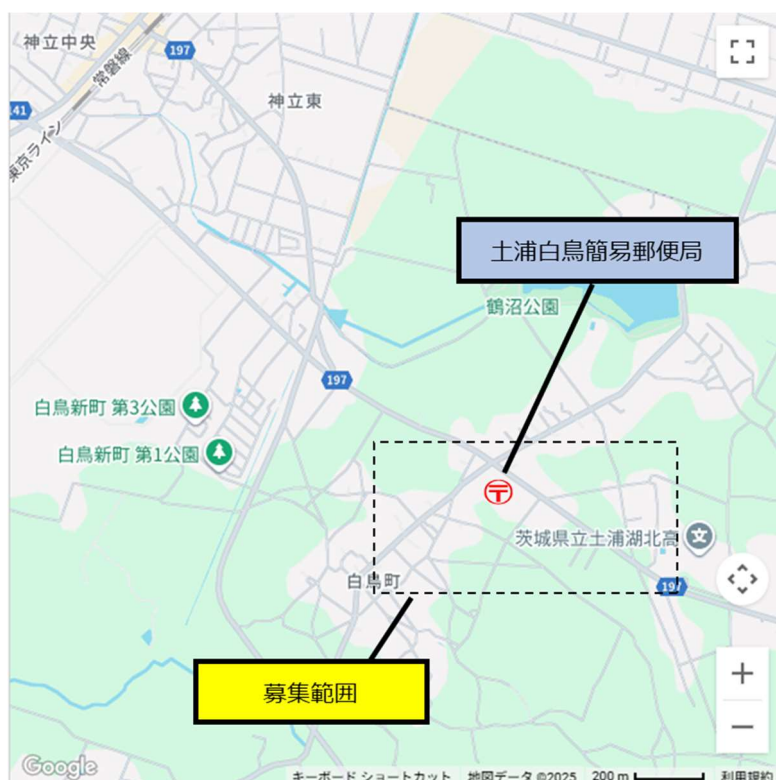 神立中央
常磐線
197
神立東
141
東京ライン
土浦白鳥簡易郵便局
鶴沼公園
197
白鳥新町 第3公園
白鳥新町 第1公園
茨城県立土浦湖北高
文
白鳥町
197
募集範囲
Google
キーボード ショートカット 地図データ ©2025 200 m 利用規約